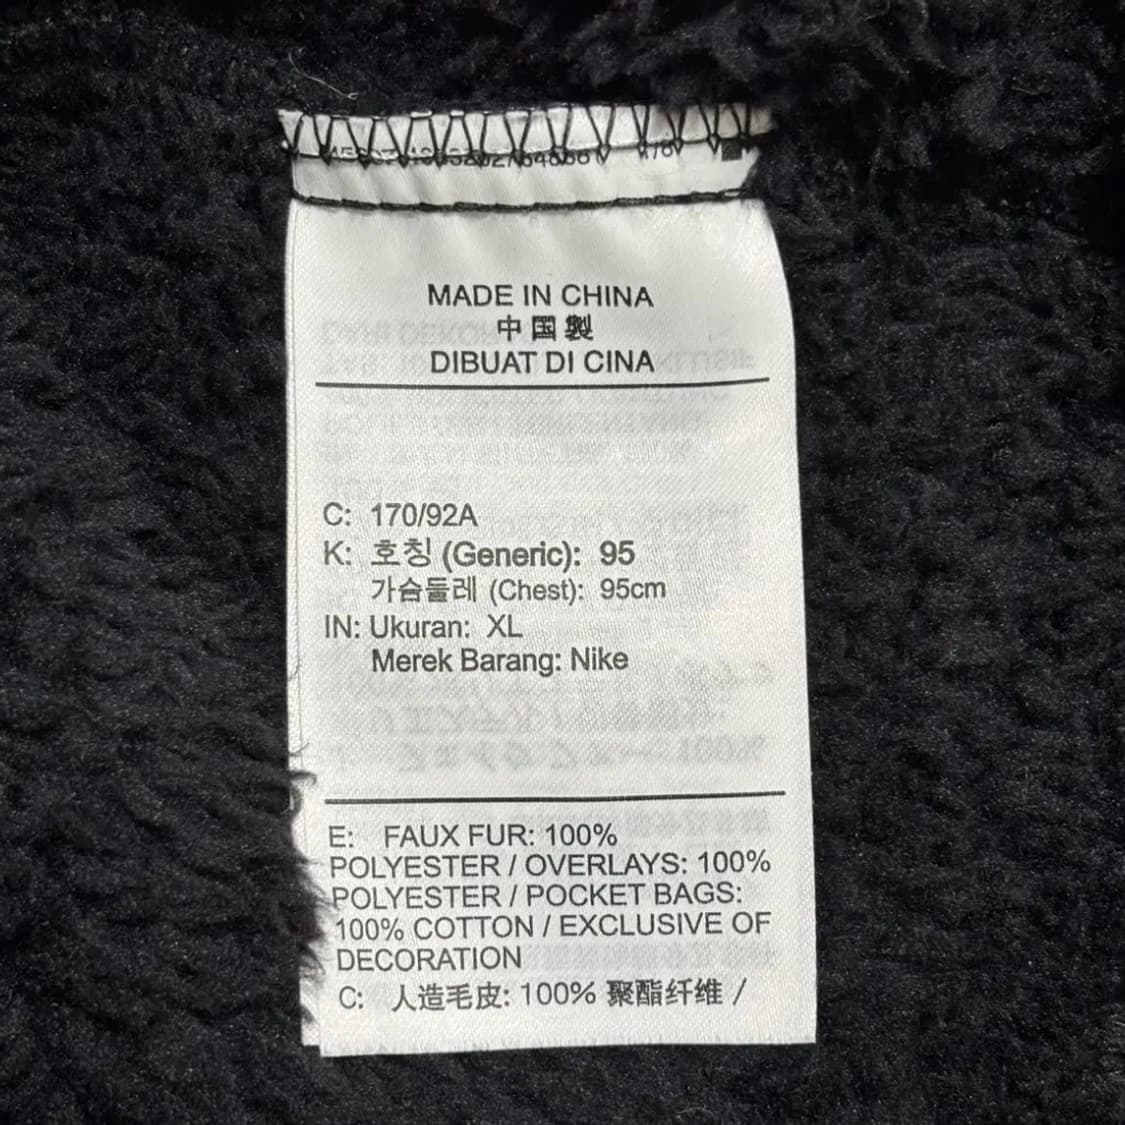 MADE IN CHINA
中国製
DIBUAT DI CINA
C: 170/92A
K: 호칭 (Generic): 95
가슴둘레 (Chest): 95cm
IN: Ukuran: XL
Merek Barang: Nike
E: FAUX FUR: 100%
POLYESTER / OVERLAYS: 100%
POLYESTER / POCKET BAGS:
100% COTTON / EXCLUSIVE OF
DECORATION
C: 人造毛皮: 100% 聚酯纤维 /